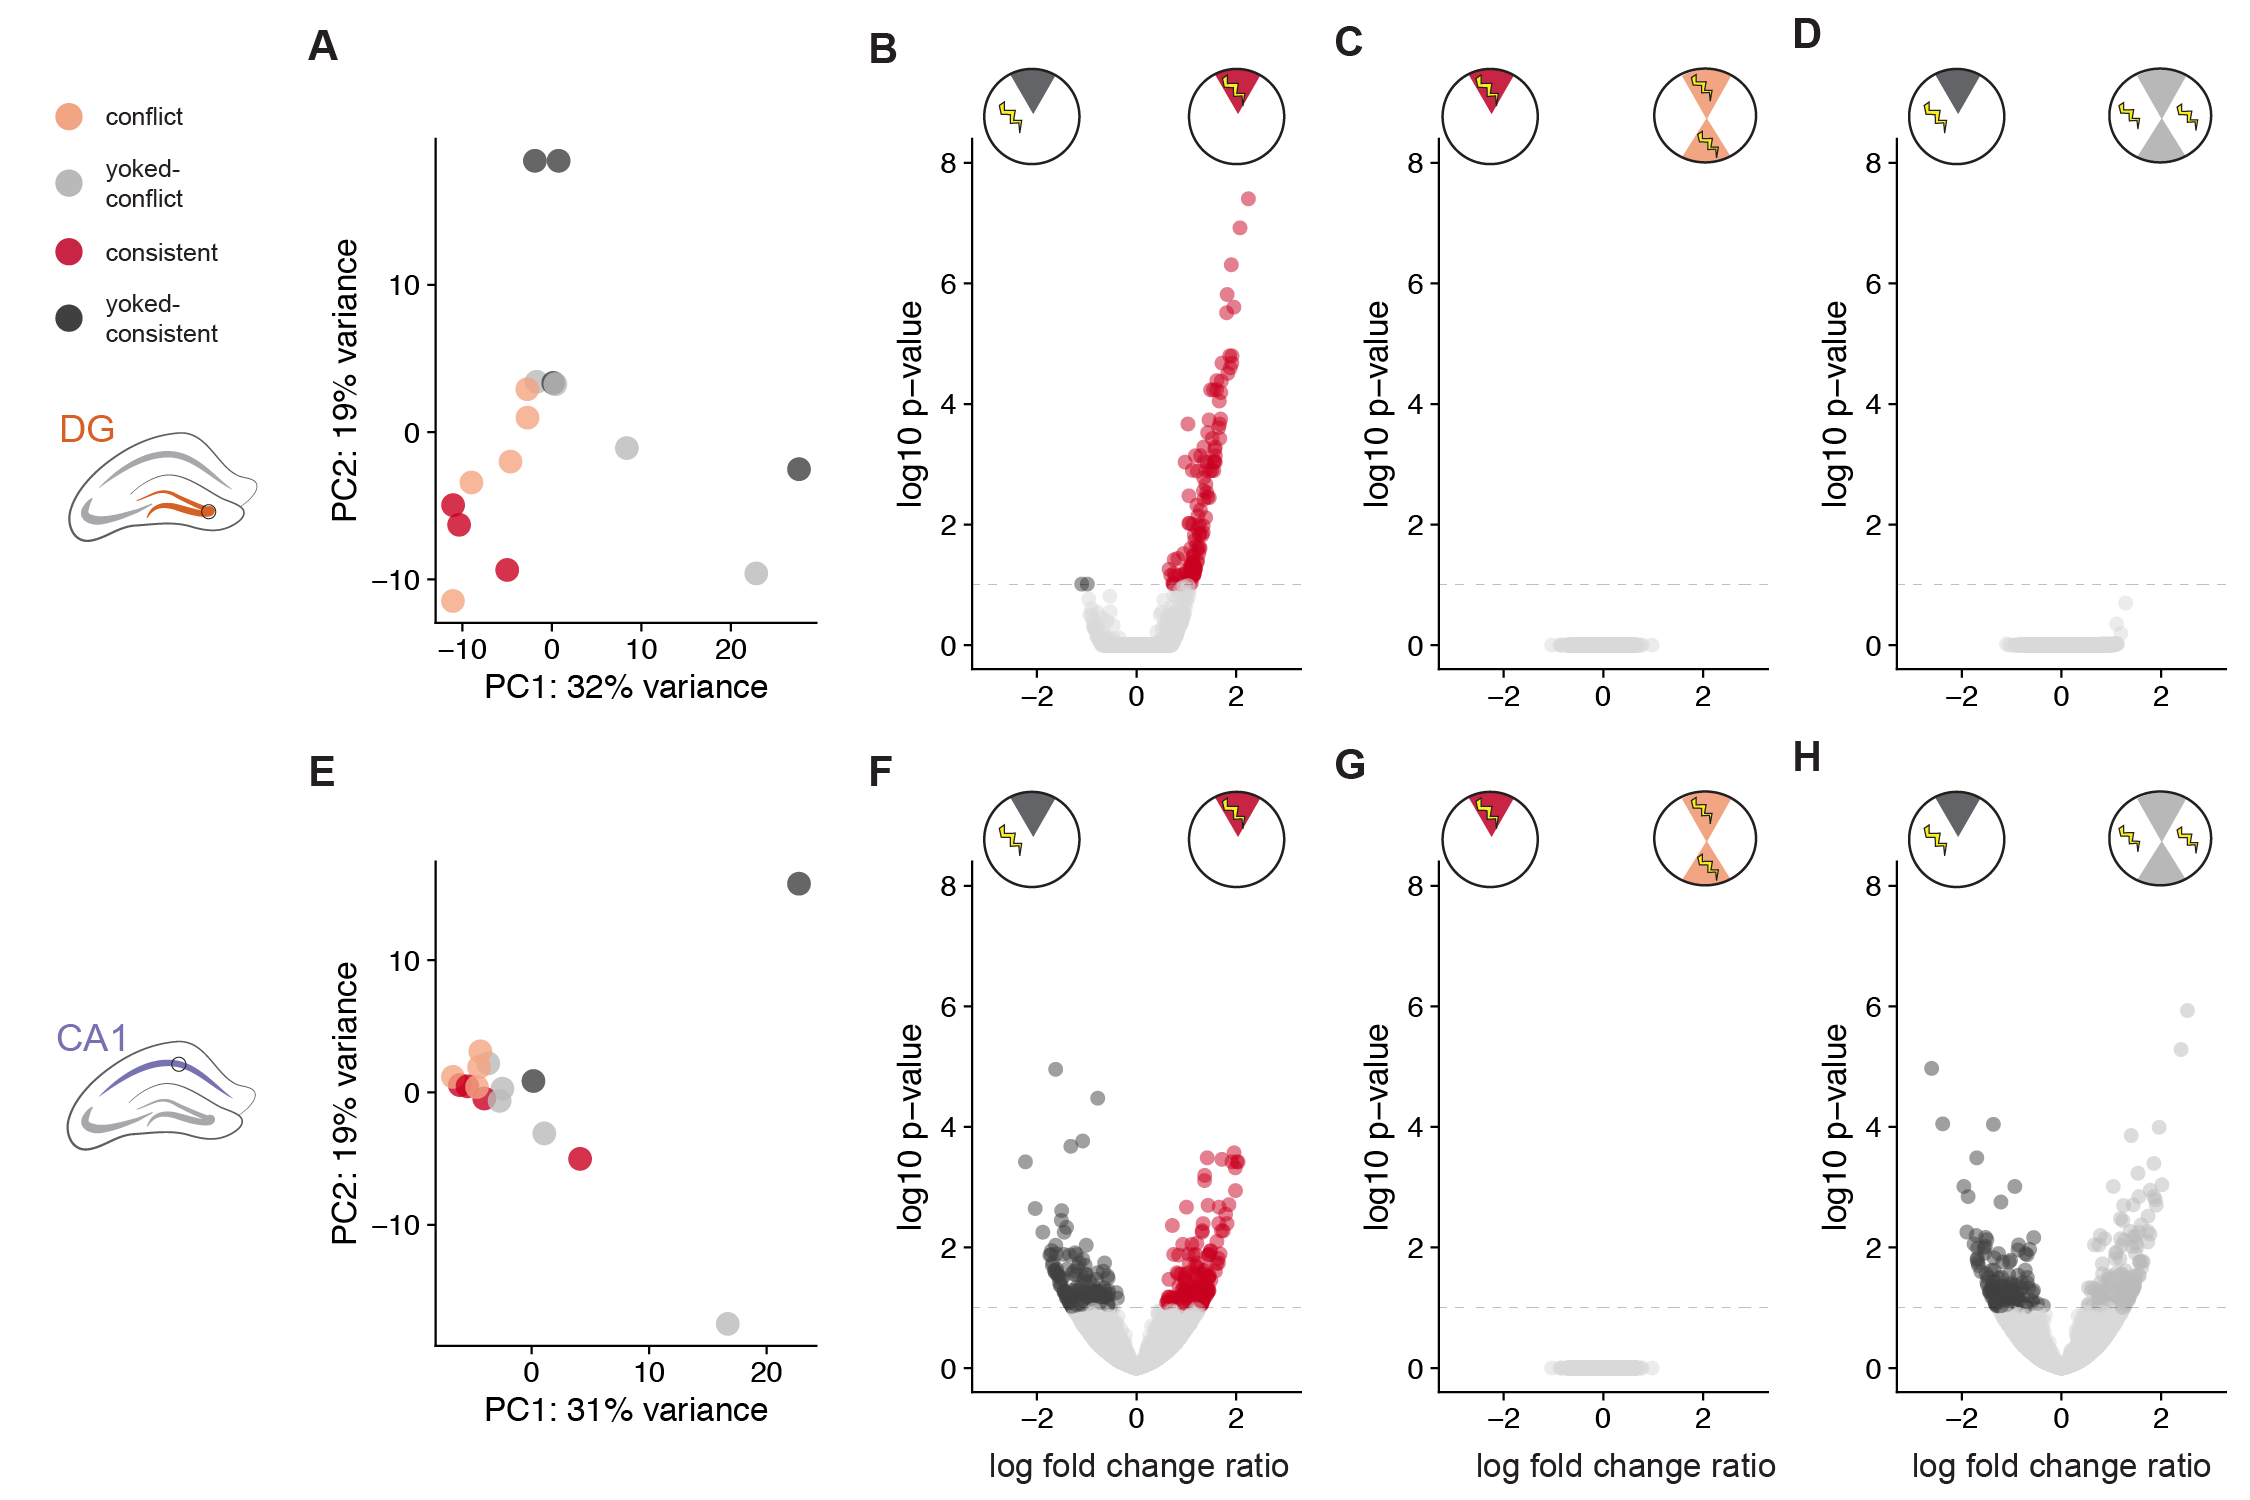 A
B
C
D
conflict
yoked-
conflict
consistent
yoked-
consistent
DG
PC2: 19% variance
10
0
−10
−10 0 10 20
PC1: 32% variance
log10 p−value
8
6
4
2
0
−2 0 2
log10 p−value
8
6
4
2
0
−2 0 2
log10 p−value
8
6
4
2
0
−2 0 2
E
F
G
H
CA1
PC2: 19% variance
10
0
−10
0 10 20
PC1: 31% variance
log10 p−value
8
6
4
2
0
−2 0 2
log fold change ratio
log10 p−value
8
6
4
2
0
−2 0 2
log fold change ratio
log10 p−value
8
6
4
2
0
−2 0 2
log fold change ratio